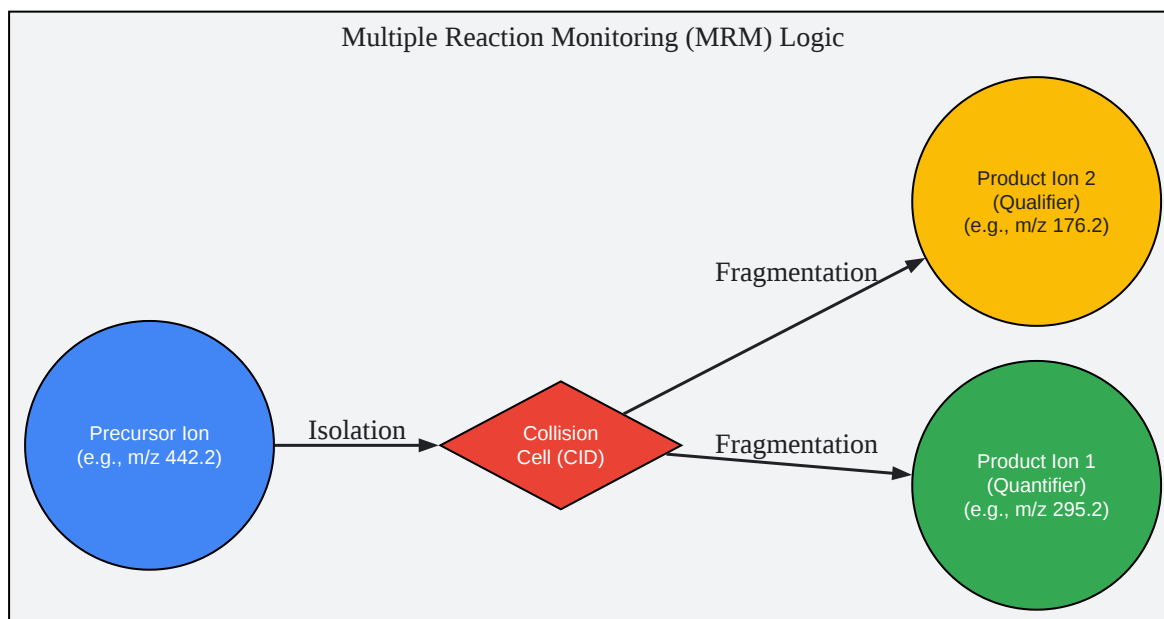 Multiple Reaction Monitoring (MRM) Logic
Product Ion 2
(Qualifier)
(e.g., m/z 176.2)
Fragmentation
Precursor Ion
(e.g., m/z 442.2)
Isolation
Collision
Cell (CID)
Fragmentation
Product Ion 1
(Quantifier)
(e.g., m/z 295.2)